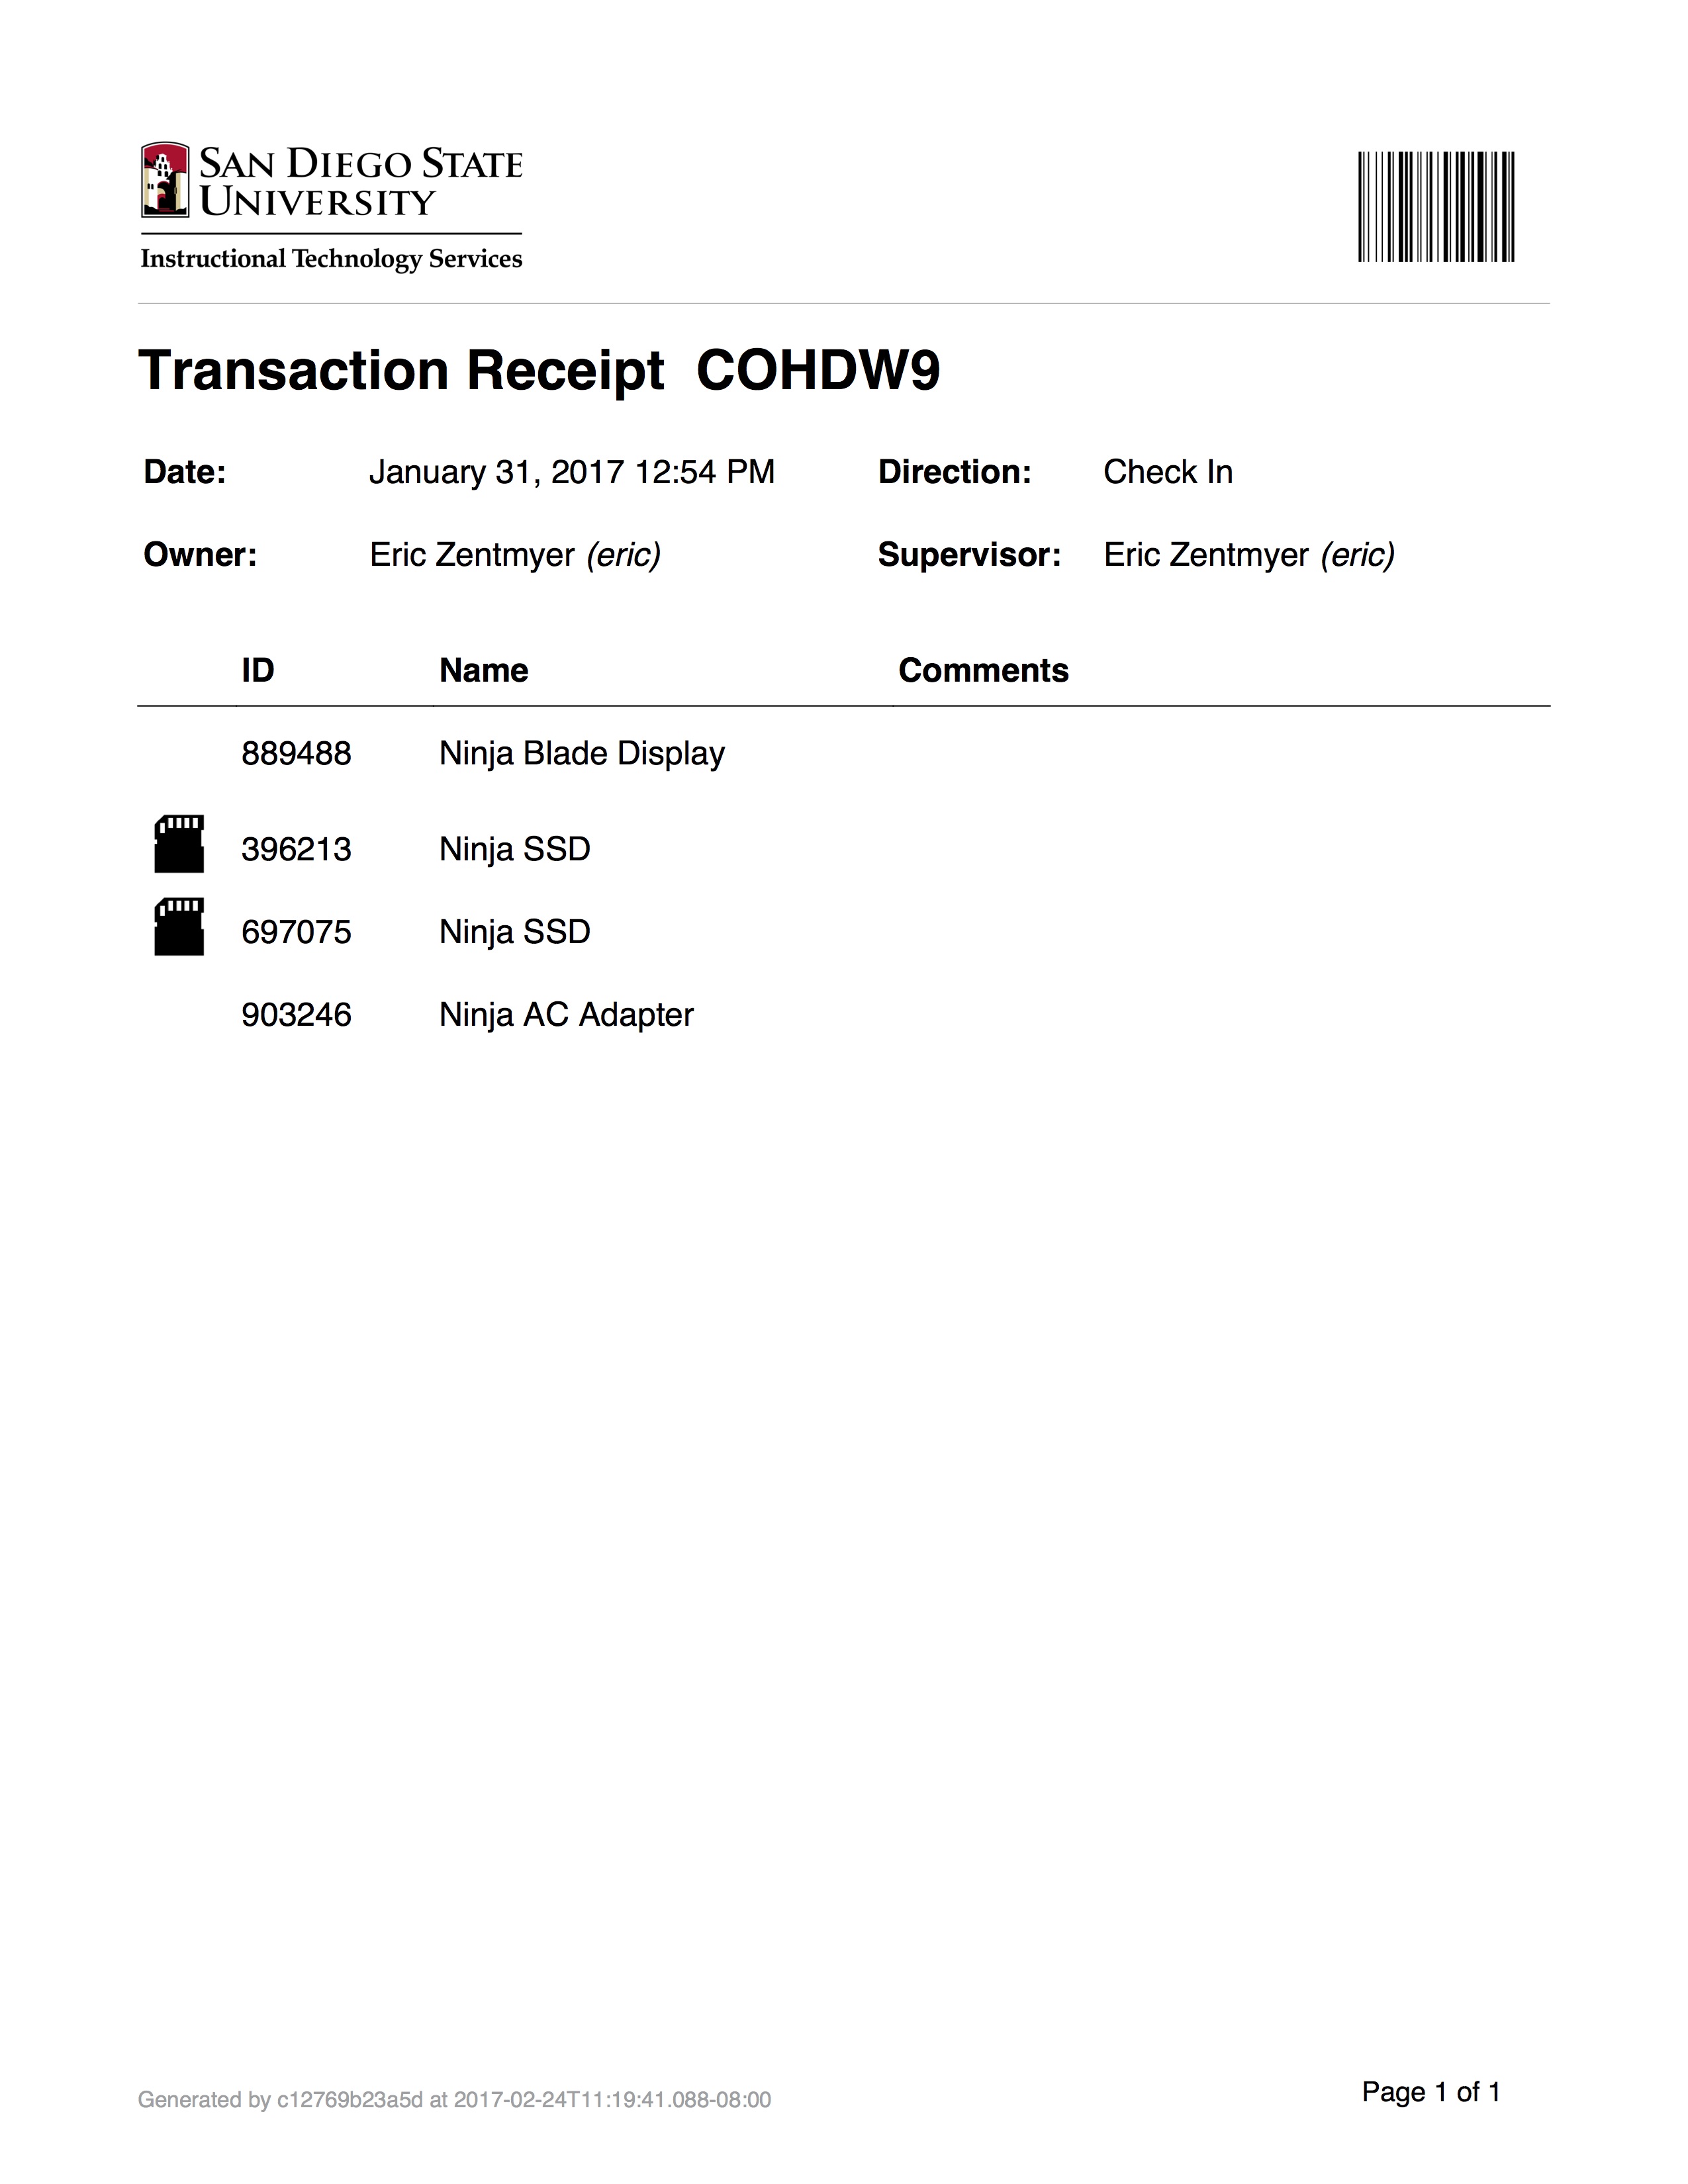 SAN DIEGO STATE
UNIVERSITY
Instructional Technology Services
Transaction Receipt COHDW9
Date: January 31, 2017 12:54 PM Direction: Check In
Owner: Eric Zentmyer (eric) Supervisor: Eric Zentmyer (eric)
ID Name Comments
889488 Ninja Blade Display
396213 Ninja SSD
697075 Ninja SSD
903246 Ninja AC Adapter
Generated by c12769b23a5d at 2017-02-24T11:19:41.088-08:00
Page 1 of 1